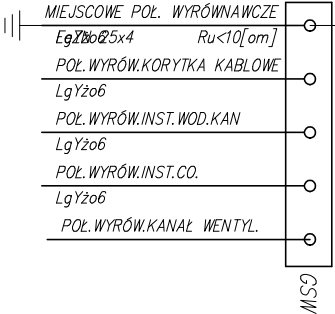 MIEJSCOWE POŁ. WYRÓWNAWCZE
25x4 Ru<10[om]
POŁ.WYRÓW.KORYTKA KABLOWE
LgYżo6
POŁ.WYRÓW.INST.WOD.KAN
LgYżo6
POŁ.WYRÓW.INST.CO.
LgYżo6
POŁ.WYRÓW.KANAŁ WENTYL.
GSW